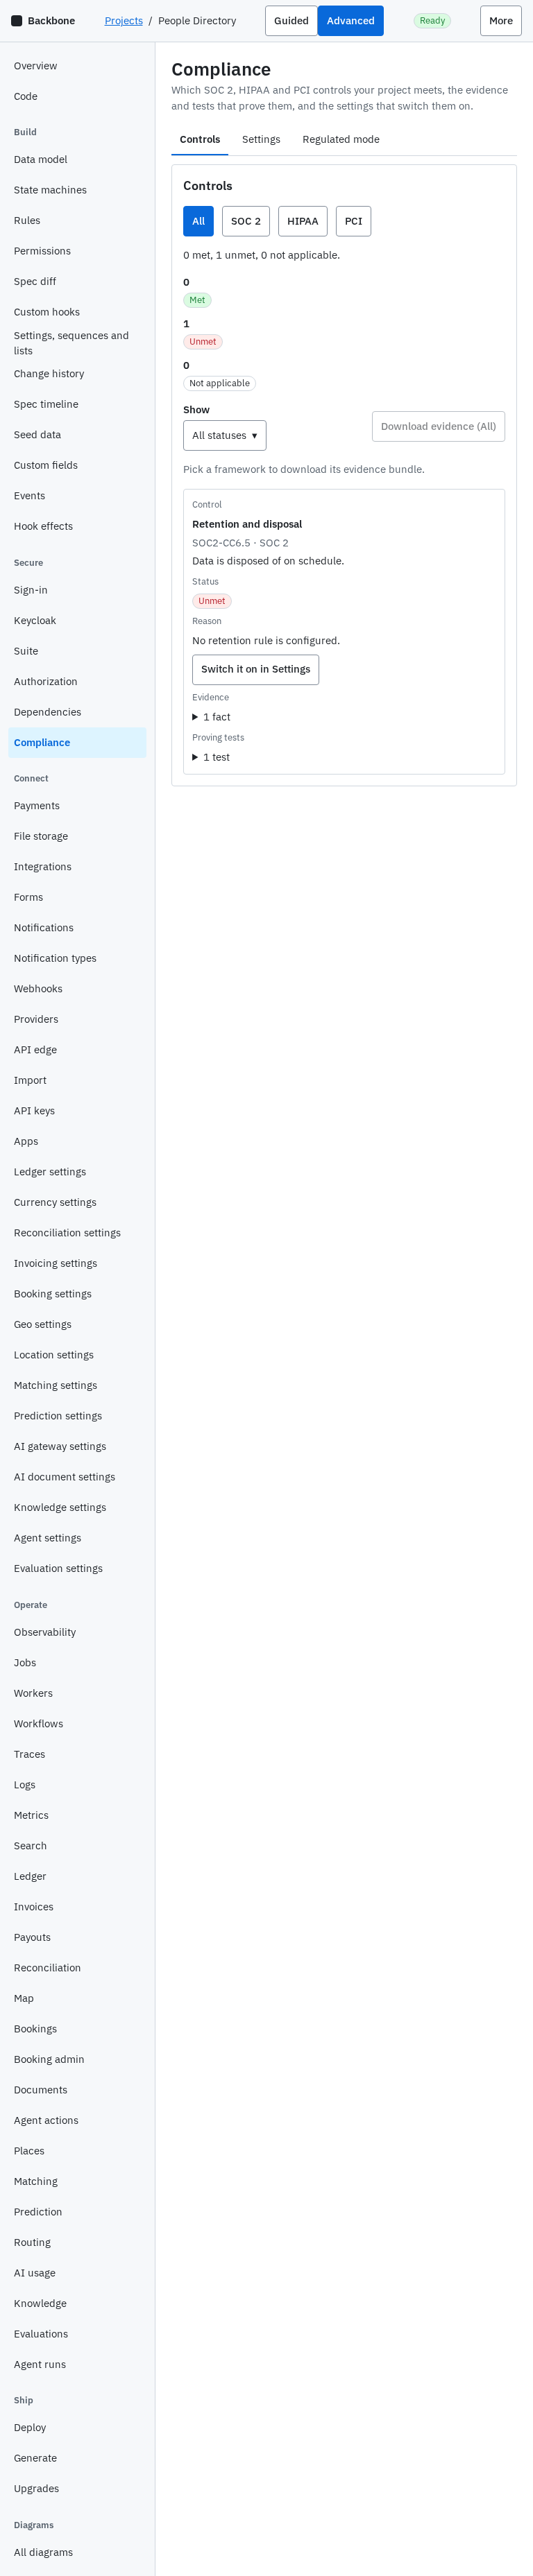 Backbone
Projects / People Directory
Guided
Advanced
Ready
More
Overview
Code
Build
Data model
State machines
Rules
Permissions
Spec diff
Custom hooks
Settings, sequences and
lists
Change history
Spec timeline
Seed data
Custom fields
Events
Hook effects
Secure
Sign-in
Keycloak
Suite
Authorization
Dependencies
Compliance
Connect
Payments
File storage
Integrations
Forms
Notifications
Notification types
Webhooks
Providers
API edge
Import
API keys
Apps
Ledger settings
Currency settings
Reconciliation settings
Invoicing settings
Booking settings
Geo settings
Location settings
Matching settings
Prediction settings
AI gateway settings
AI document settings
Knowledge settings
Agent settings
Evaluation settings
Operate
Observability
Jobs
Workers
Workflows
Traces
Logs
Metrics
Search
Ledger
Invoices
Payouts
Reconciliation
Map
Bookings
Booking admin
Documents
Agent actions
Places
Matching
Prediction
Routing
AI usage
Knowledge
Evaluations
Agent runs
Ship
Deploy
Generate
Upgrades
Diagrams
All diagrams
Compliance
Which SOC 2, HIPAA and PCI controls your project meets, the evidence
and tests that prove them, and the settings that switch them on.
Controls
Settings
Regulated mode
Controls
All
SOC 2
HIPAA
PCI
0 met, 1 unmet, 0 not applicable.
0
Met
1
Unmet
0
Not applicable
Show
All statuses ▾
Download evidence (All)
Pick a framework to download its evidence bundle.
Control
Retention and disposal
SOC2-CC6.5 · SOC 2
Data is disposed of on schedule.
Status
Unmet
Reason
No retention rule is configured.
Switch it on in Settings
Evidence
▶ 1 fact
Proving tests
▶ 1 test